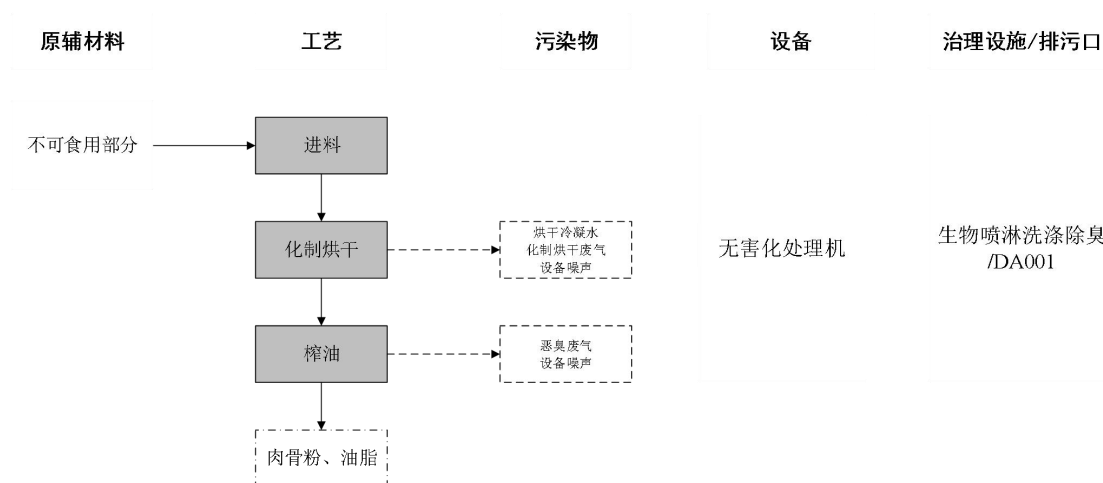 原辅材料
工艺
污染物
设备
治理设施/排污口
不可食用部分
进料
化制烘干
烘干冷凝水
化制烘干废气
设备噪声
无害化处理机
生物喷淋洗涤除臭
/DA001
榨油
恶臭废气
设备噪声
肉骨粉、油脂